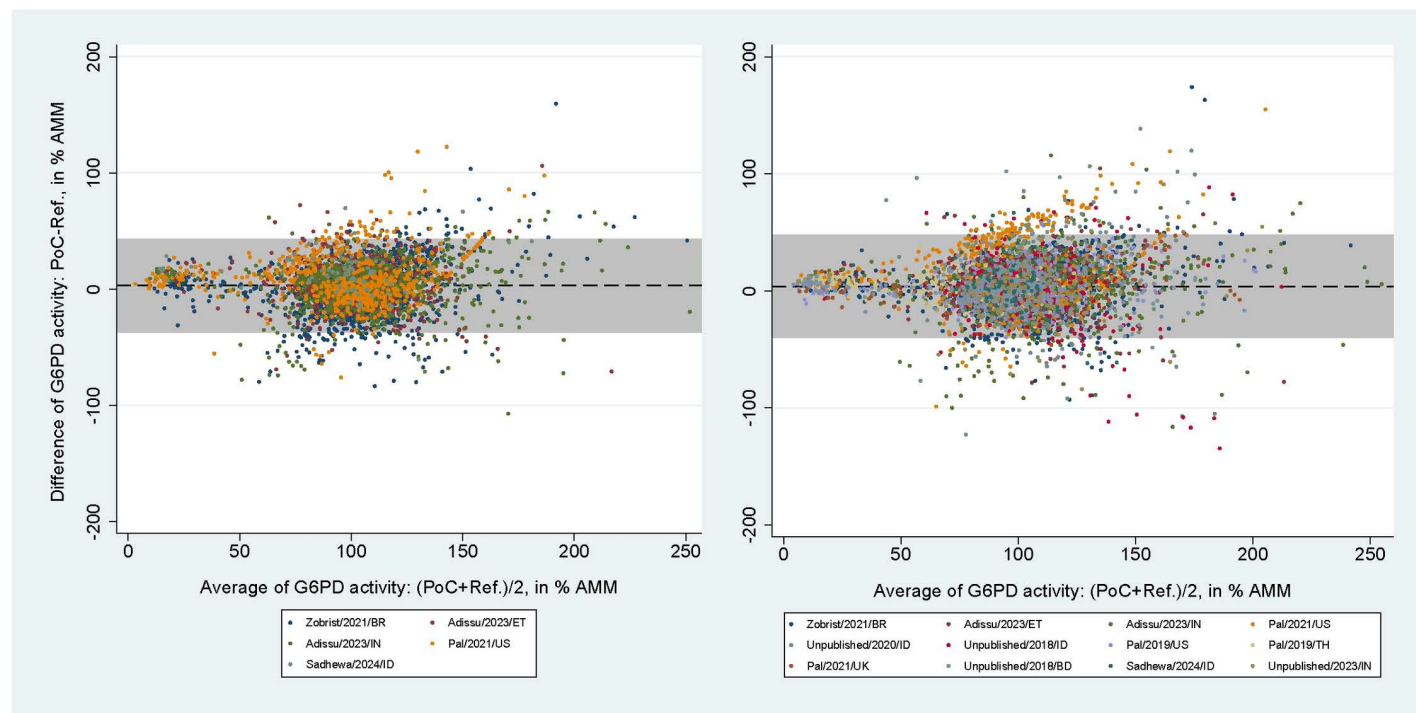 Difference of G6PD activity: PoC-Ref., in % AMM
200
100
0
-100
-200
0 50 100 150 200 250
Average of G6PD activity: (PoC+Ref.)/2, in % AMM
Zobrist/2021/BR Adissu/2023/ET
Adissu/2023/IN Pal/2021/US
Sadhewa/2024/ID
200
100
0
-100
-200
0 50 100 150 200 250
Average of G6PD activity: (PoC+Ref.)/2, in % AMM
Zobrist/2021/BR Adissu/2023/ET Adissu/2023/IN Pal/2021/US
Unpublished/2020/ID Unpublished/2018/ID Pal/2019/US Pal/2019/TH
Pal/2021/UK Unpublished/2018/BD Sadhewa/2024/ID Unpublished/2023/IN